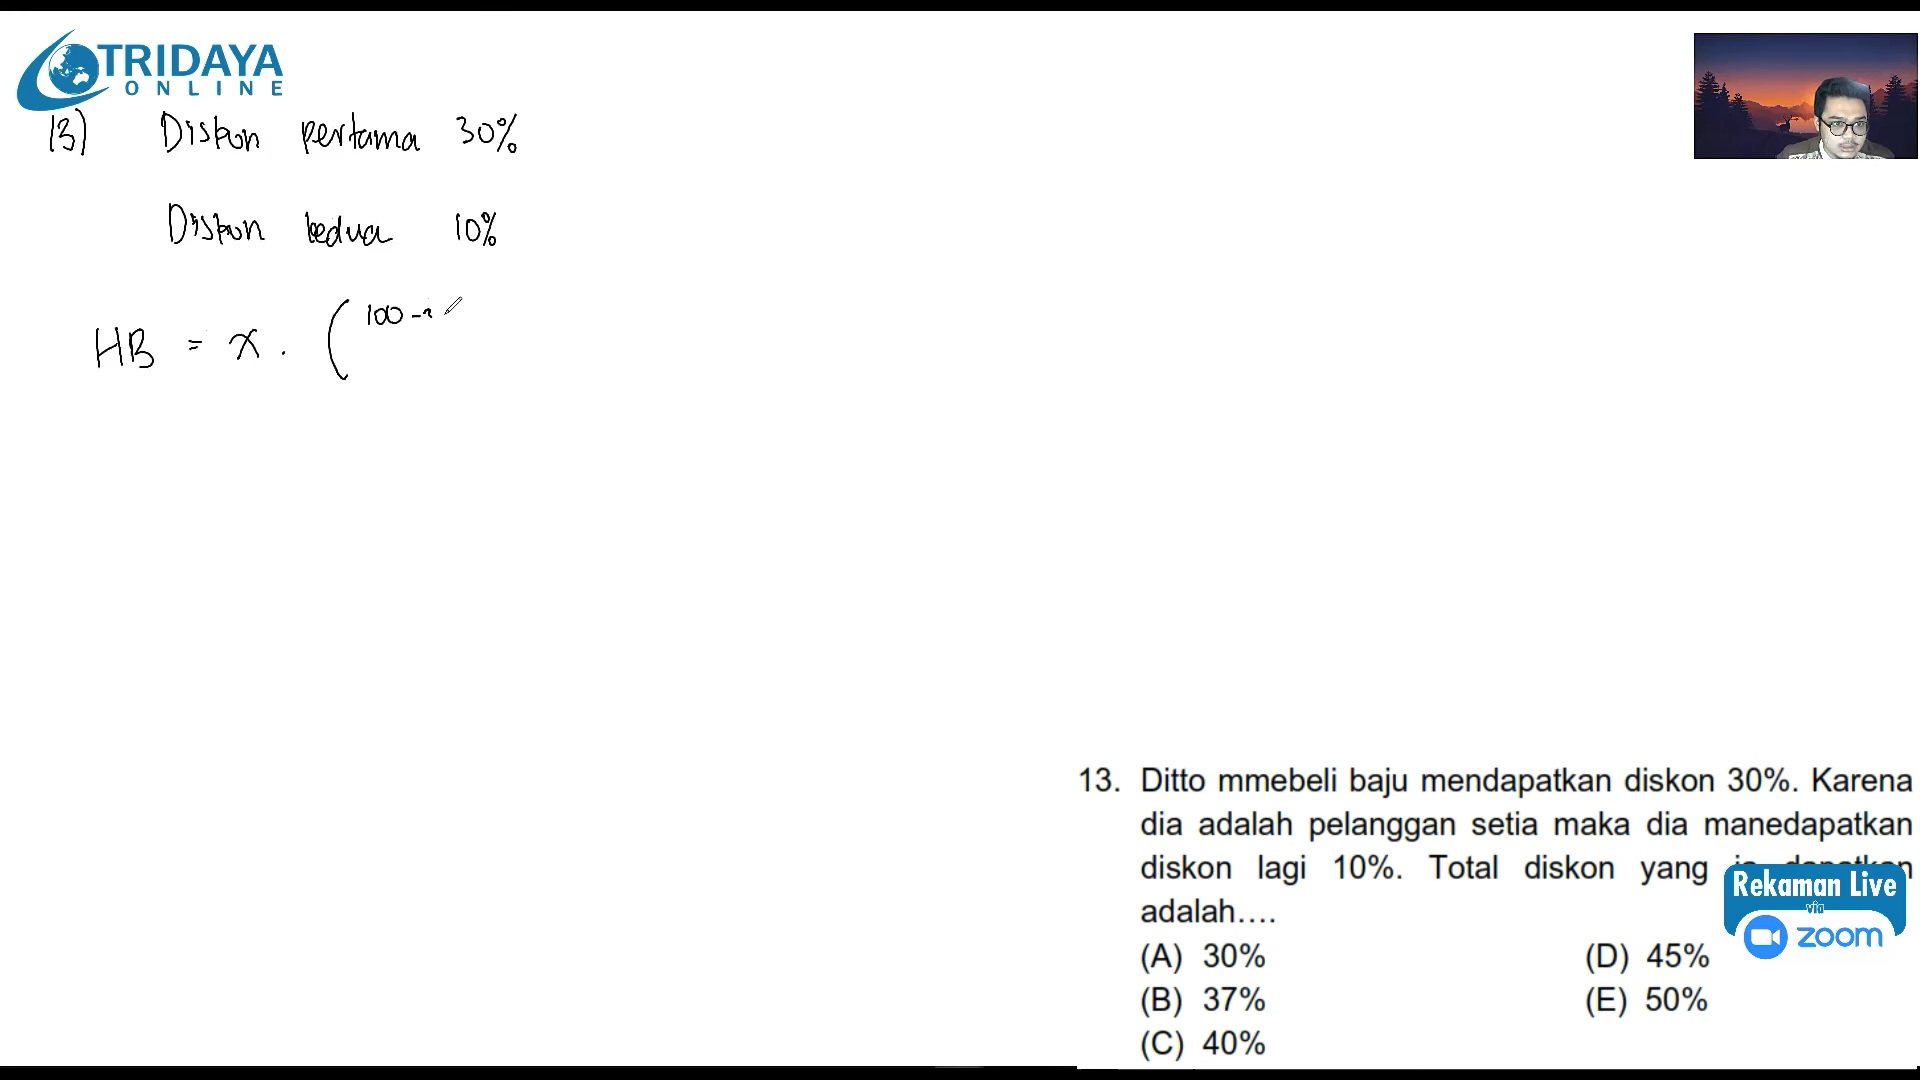 TRIDAYA
ONLINE
13) Diskon pertama 30%
Diskon kedua 10%
HB = x . ( 100 -
13. Ditto mmebeli baju mendapatkan diskon 30%. Karena
dia adalah pelanggan setia maka dia manedapatkan
diskon lagi 10%. Total diskon yang
adalah….
(A) 30%
(B) 37%
(C) 40%
(D) 45%
(E) 50%
Rekaman Live
via
zoom